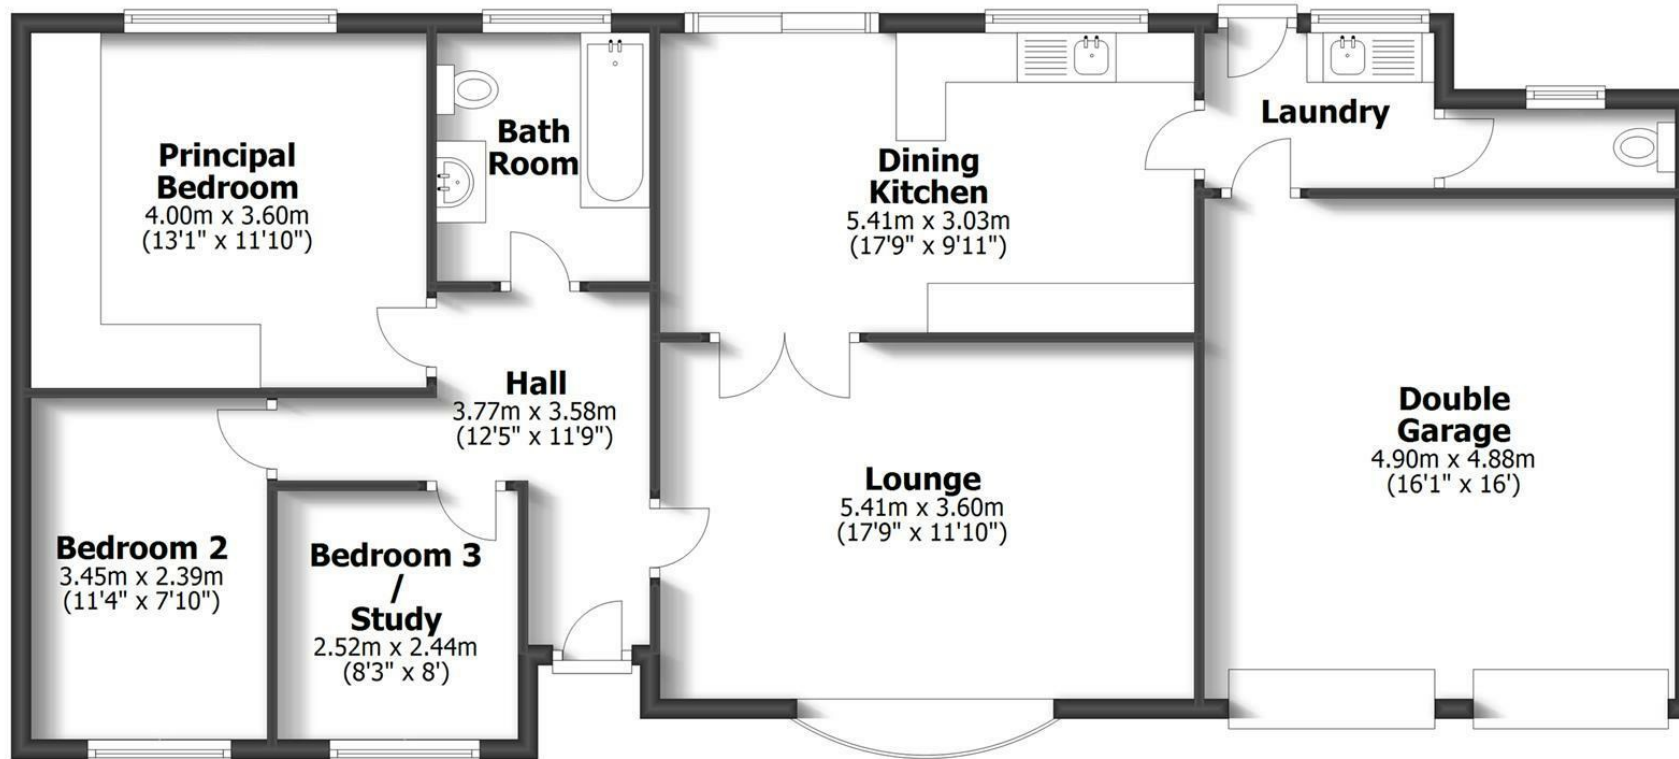 Principal
Bedroom
4.00m x 3.60m
(13'1" x 11'10")
Bath
Room
Dining
Kitchen
5.41m x 3.03m
(17'9" x 9'11")
Laundry
Hall
3.77m x 3.58m
(12'5" x 11'9")
Lounge
5.41m x 3.60m
(17'9" x 11'10")
Double
Garage
4.90m x 4.88m
(16'1" x 16')
Bedroom 2
3.45m x 2.39m
(11'4" x 7'10")
Bedroom 3
/
Study
2.52m x 2.44m
(8'3" x 8')